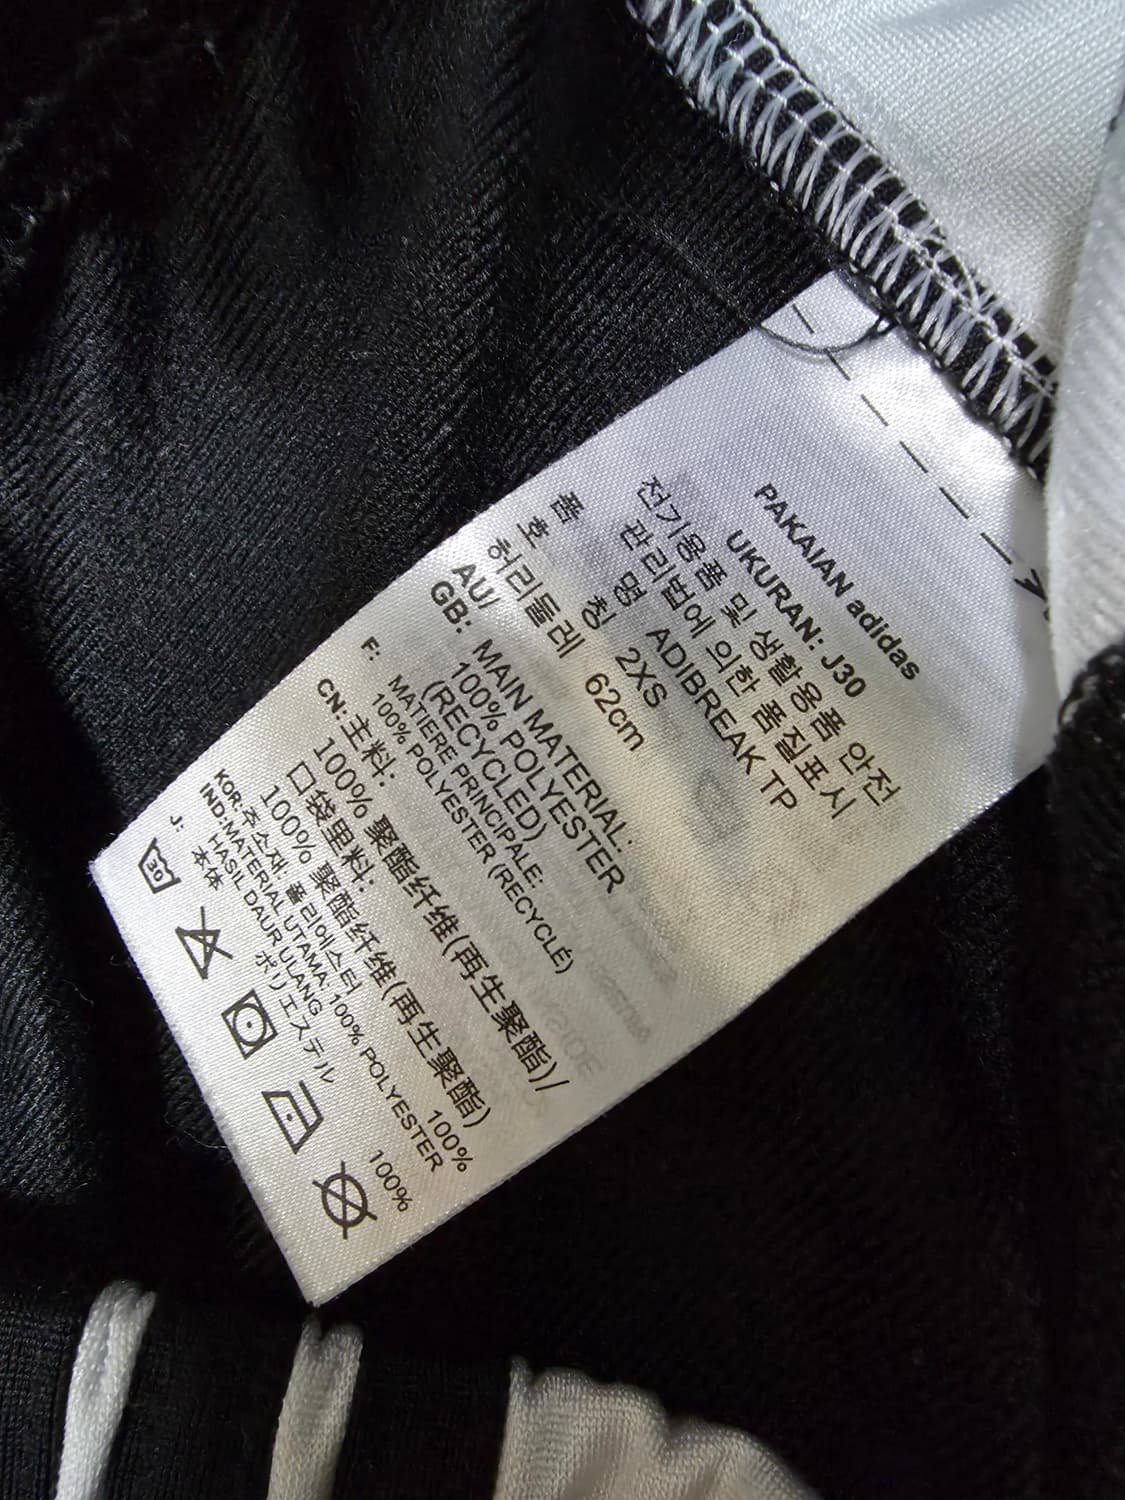 PAKAIAN adidas
UKURAN: J30
전기용품 및 생활용품 안전
관리법에 의한 품질표시
품 명 ADIBREAK TP
호 칭 2XS
허리둘레 62cm
AU/
GB: MAIN MATERIAL:
100% POLYESTER
(RECYCLED)
F: MATIÈRE PRINCIPALE:
100% POLYESTER (RECYCLÉ)
CN: 主料:
100% 聚酯纤维(再生聚酯)/
口袋里料:
100% 聚酯纤维(再生聚酯)
KOR:주소재: 폴리에스터 100%
IND:MATERIAL UTAMA: 100% POLYESTER
HASIL DAUR ULANG
J: 本体 ポリエステル 100%
30